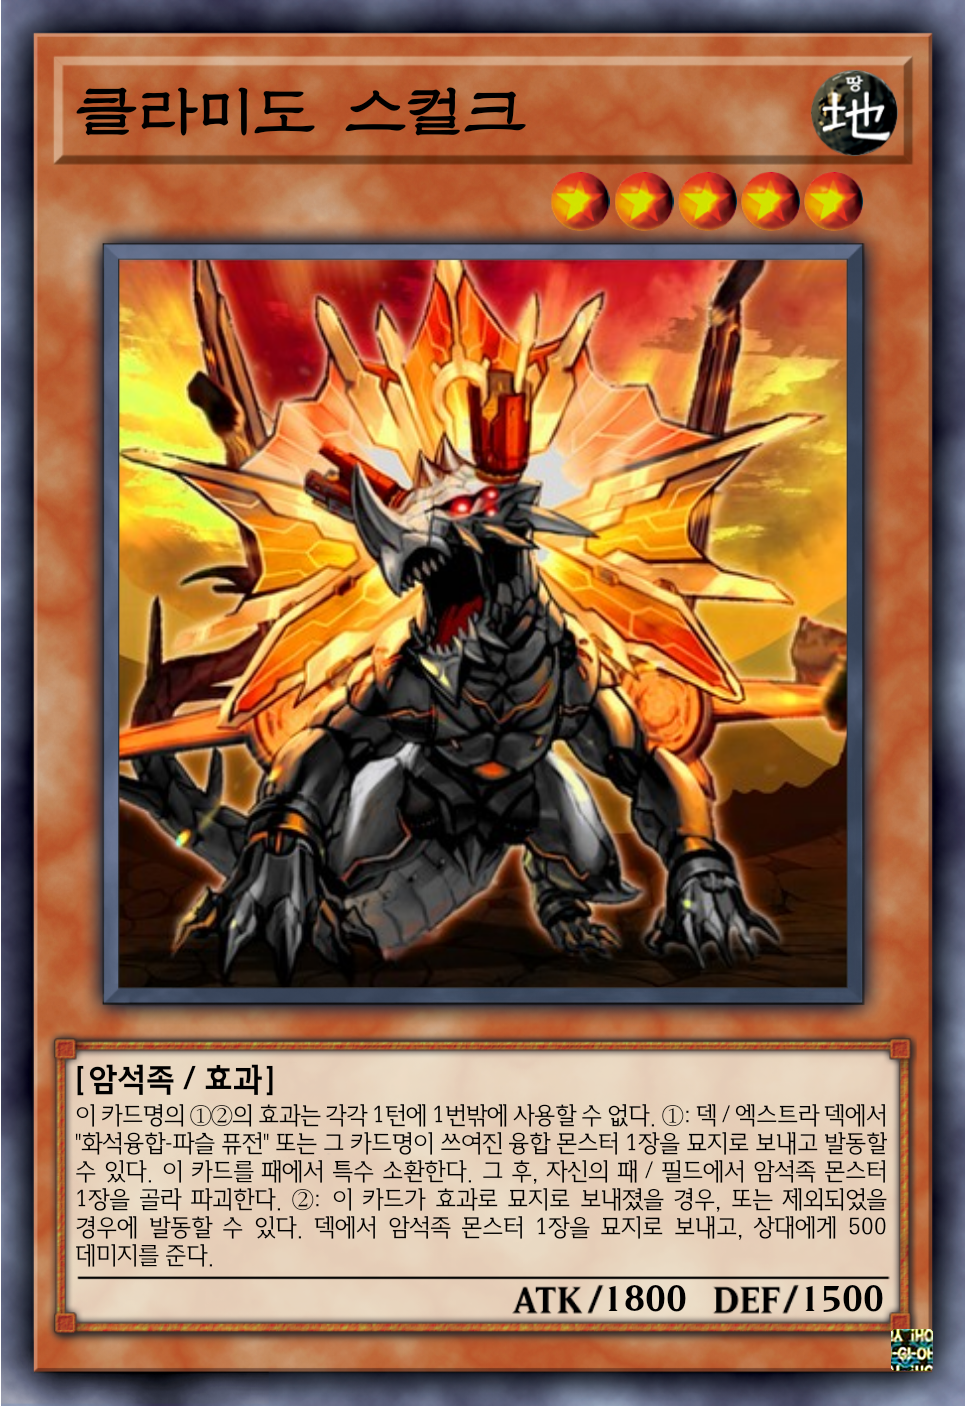 클라미도 스컬크
땅
地
[암석족 / 효과]
이 카드명의 ①②의 효과는 각각 1턴에 1번밖에 사용할 수 없다. ①: 덱 / 엑스트라 덱에서
"화석융합-파슬 퓨전" 또는 그 카드명이 쓰여진 융합 몬스터 1장을 묘지로 보내고 발동할
수 있다. 이 카드를 패에서 특수 소환한다. 그 후, 자신의 패 / 필드에서 암석족 몬스터
1장을 골라 파괴한다. ②: 이 카드가 효과로 묘지로 보내졌을 경우, 또는 제외되었을
경우에 발동할 수 있다. 덱에서 암석족 몬스터 1장을 묘지로 보내고, 상대에게 500
데미지를 준다.
ATK/1800 DEF/1500